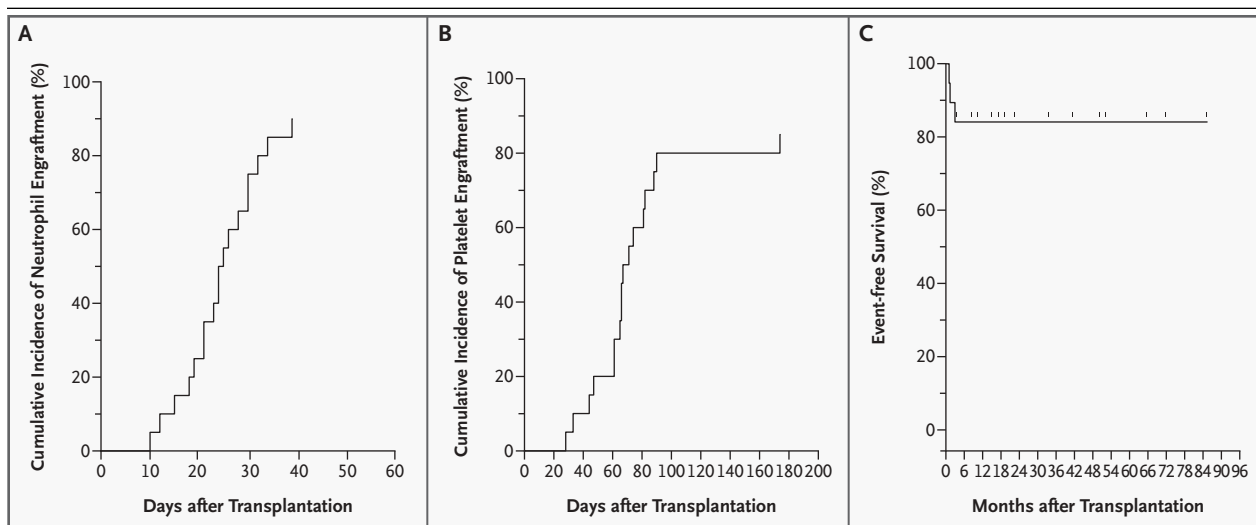 A
Cumulative Incidence of Neutrophil Engraftment (%)
100
80
60
40
20
0
0 10 20 30 40 50 60
Days after Transplantation
B
Cumulative Incidence of Platelet Engraftment (%)
100
80
60
40
20
0
0 20 40 60 80 100 120 140 160 180 200
Days after Transplantation
C
Event-free Survival (%)
100
80
60
40
20
0
0 6 12 18 24 30 36 42 48 54 60 66 72 78 84 90 96
Months after Transplantation